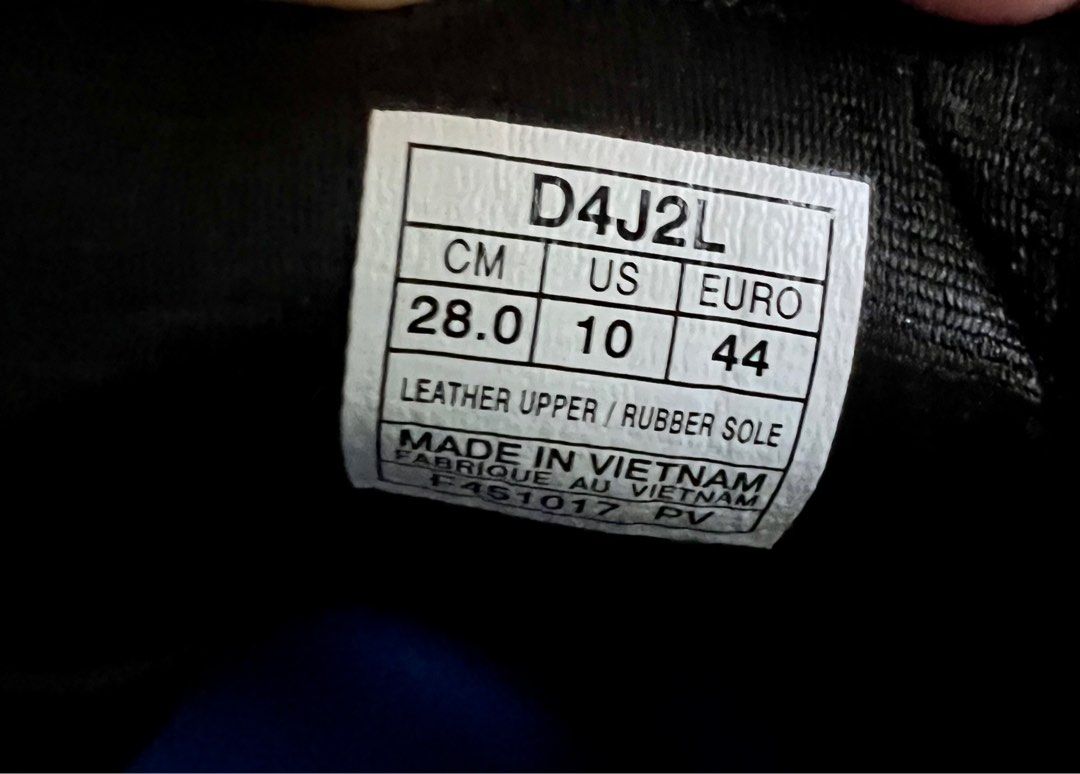 D4J2L
CM US EURO
28.0 10 44
LEATHER UPPER / RUBBER SOLE
MADE IN VIETNAM
FABRIQUE AU VIETNAM
F451017 PV